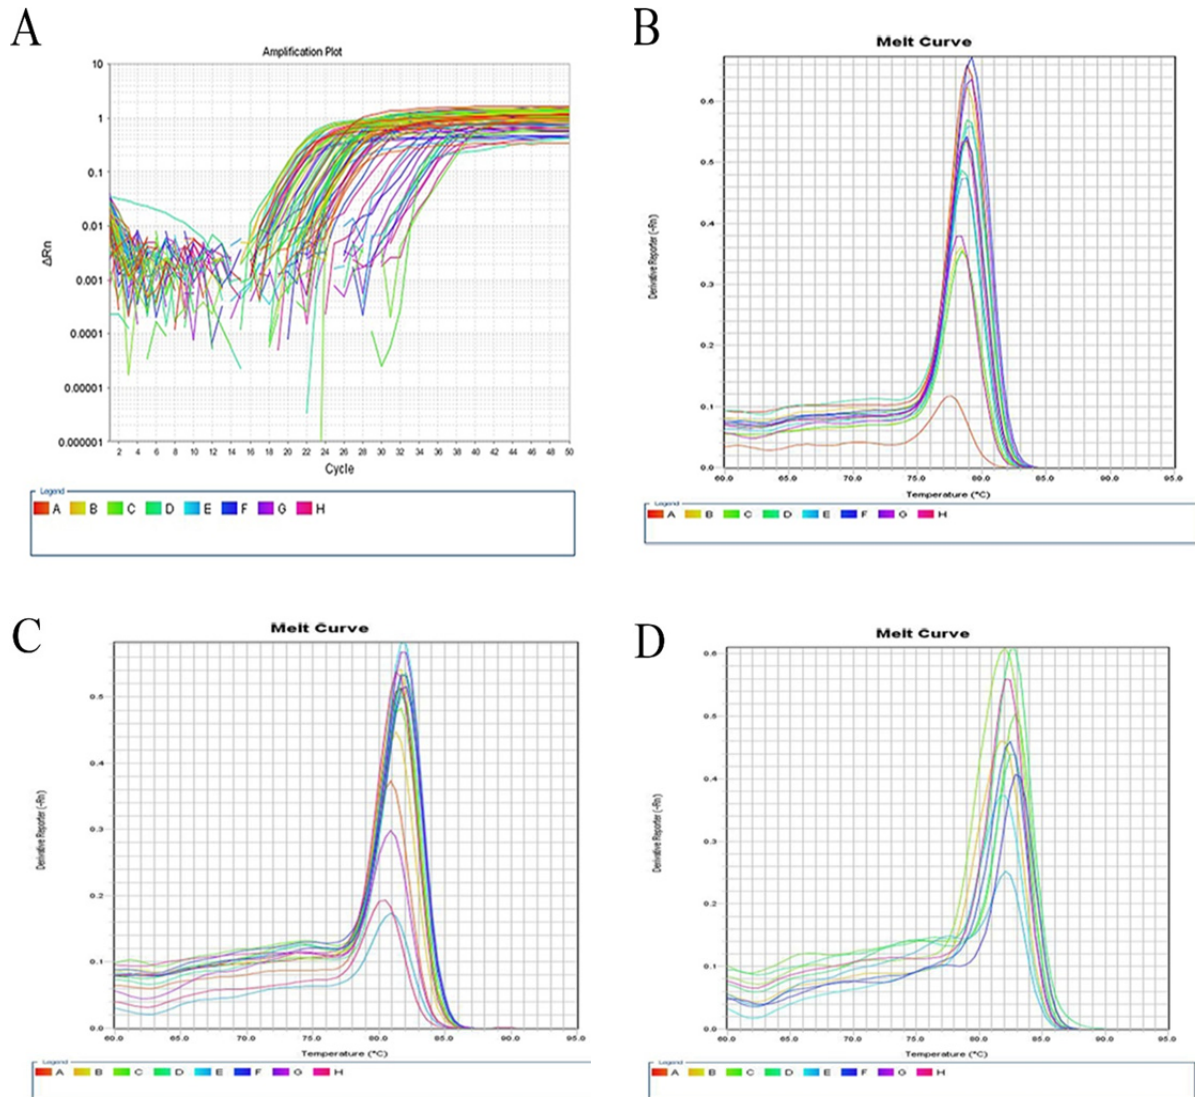 A
Amplification Plot
10
1
0.1
0.01
0.001
0.0001
0.00001
0.000001
ΔRn
2 4 6 8 10 12 14 16 18 20 22 24 26 28 30 32 34 36 38 40 42 44 46 48 50
Cycle
Legend
A B C D E F G H
B
Melt Curve
0.6
0.5
0.4
0.3
0.2
0.1
0.0
Derivative Reporter (-Rn)
60.0 65.0 70.0 75.0 80.0 85.0 90.0 95.0
Temperature (°C)
Legend
A B C D E F G H
C
Melt Curve
0.5
0.4
0.3
0.2
0.1
0.0
Derivative Reporter (-Rn)
60.0 65.0 70.0 75.0 80.0 85.0 90.0 95.0
Temperature (°C)
Legend
A B C D E F G H
D
Melt Curve
0.6
0.5
0.4
0.3
0.2
0.1
0.0
Derivative Reporter (-Rn)
60.0 65.0 70.0 75.0 80.0 85.0 90.0 95.0
Temperature (°C)
Legend
A B C D E F G H